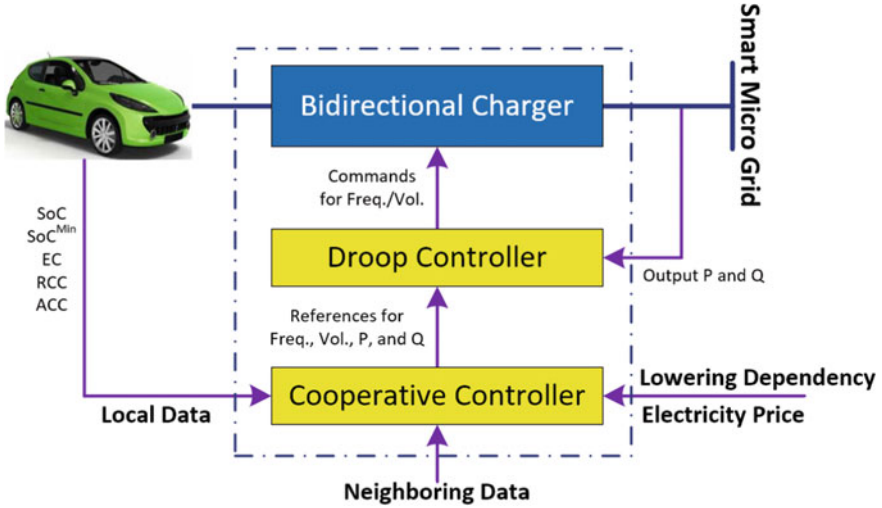 Bidirectional Charger
Smart Micro Grid
Commands
for Freq./Vol.
SoC
SoC^Min
EC
RCC
ACC
Droop Controller
Output P and Q
References for
Freq., Vol., P, and Q
Cooperative Controller
Lowering Dependency
Electricity Price
Local Data
Neighboring Data